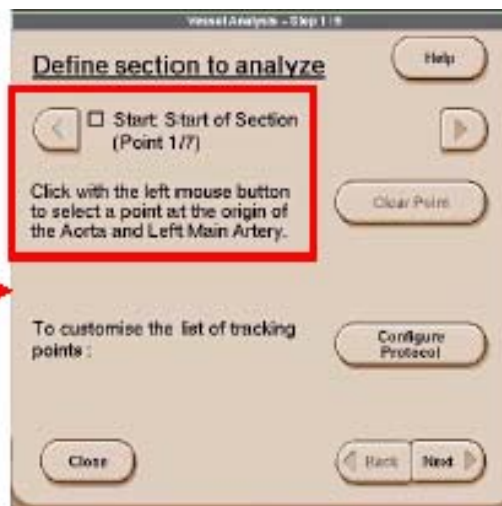 Vessel Analysis - Step 1 / 9
Define section to analyze
Help
Start: Start of Section
(Point 1/7)
Click with the left mouse button
to select a point at the origin of
the Aorta and Left Main Artery.
Clear Point
To customise the list of tracking
points :
Configure
Protocol
Close
Back
Next